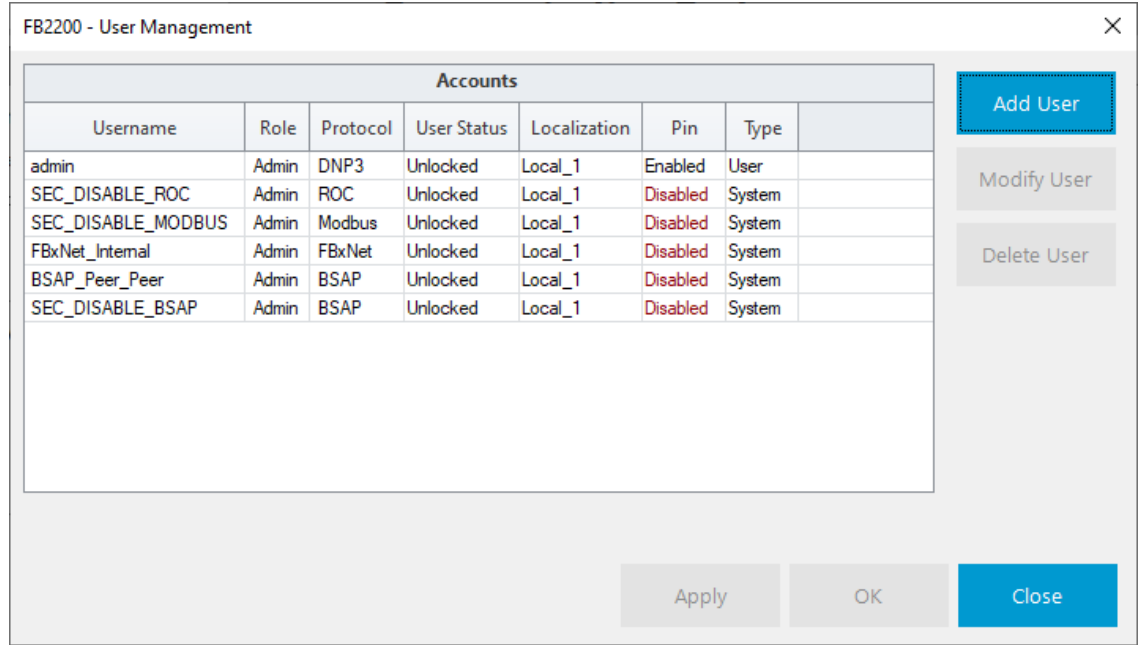 FB2200 - User Management
Accounts
Username Role Protocol User Status Localization Pin Type
admin Admin DNP3 Unlocked Local_1 Enabled User
SEC_DISABLE_ROC Admin ROC Unlocked Local_1 Disabled System
SEC_DISABLE_MODBUS Admin Modbus Unlocked Local_1 Disabled System
FBxNet_Internal Admin FBxNet Unlocked Local_1 Disabled System
BSAP_Peer_Peer Admin BSAP Unlocked Local_1 Disabled System
SEC_DISABLE_BSAP Admin BSAP Unlocked Local_1 Disabled System
Add User
Modify User
Delete User
Apply OK Close